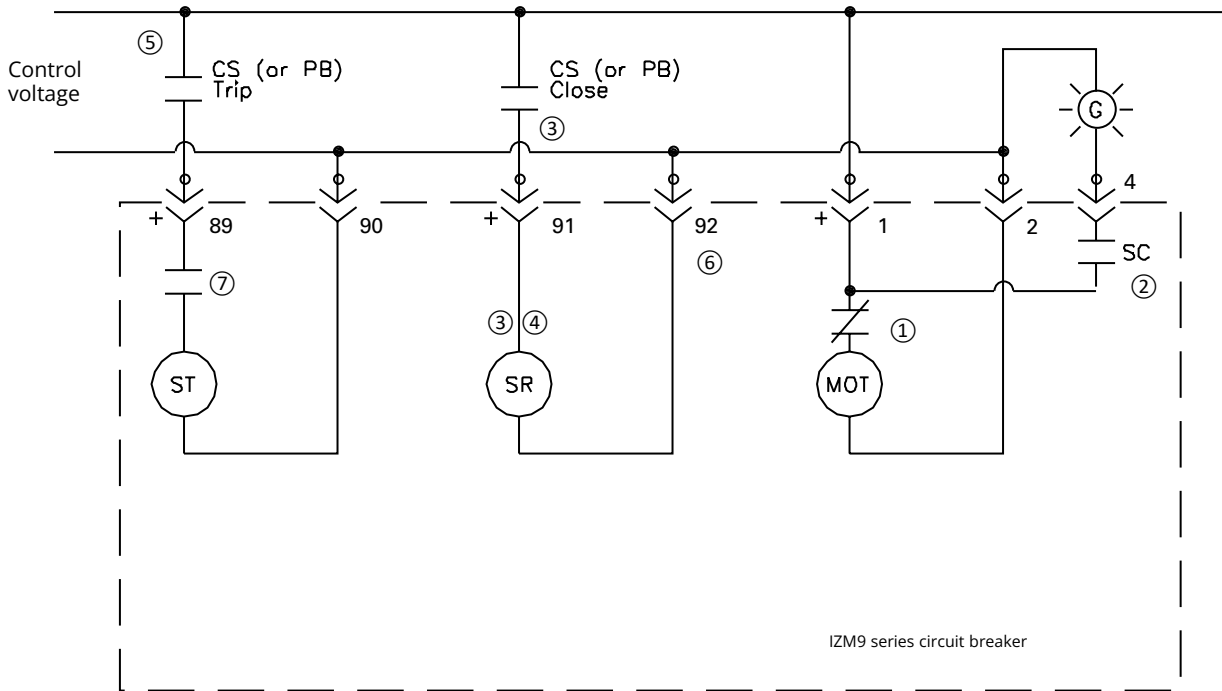 ⑤
Control
voltage
CS (or PB)
Trip
CS (or PB)
Close
③
G
4
+
89
90
+
91
92
+
1
2
SC
⑦
⑥
②
③ ④
①
ST
SR
MOT
IZM9 series circuit breaker